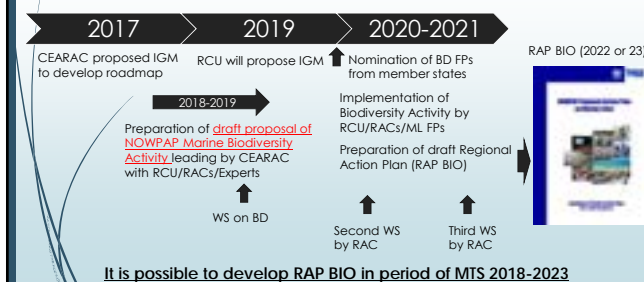 2017
2019
2020-2021
CEARAC proposed IGM
to develop roadmap
RCU will propose IGM
Nomination of BD FPs
from member states
RAP BIO (2022 or 23)
2018-2019
Preparation of draft proposal of
NOWPAP Marine Biodiversity
Activity leading by CEARAC
with RCU/RACs/Experts
Implementation of
Biodiversity Activity by
RCU/RACs/ML FPs
Preparation of draft Regional
Action Plan (RAP BIO)
WS on BD
Second WS
by RAC
Third WS
by RAC
It is possible to develop RAP BIO in period of MTS 2018-2023